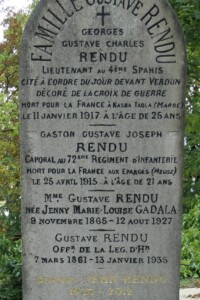 FAMILLE GUSTAVE RENDU
GEORGES
GUSTAVE CHARLES
RENDU
LIEUTENANT AU 4ÈME SPAHIS
CITÉ À L'ORDRE DU JOUR DEVANT VERDUN
DÉCORÉ DE LA CROIX DE GUERRE
MORT POUR LA FRANCE À KASBA TADLA (MAROC)
LE 11 JANVIER 1917 À L'ÂGE DE 25 ANS
GASTON GUSTAVE JOSEPH
RENDU
CAPORAL AU 72ÈME RÉGIMENT D'INFANTERIE
MORT POUR LA FRANCE AUX EPARGES (MEUSE)
LE 25 AVRIL 1915 À L'ÂGE DE 21 ANS
MME GUSTAVE RENDU
NÉE JENNY MARIE-LOUISE GADALA
9 NOVEMBRE 1865 - 12 AOUT 1927
GUSTAVE RENDU
OFFR. DE LA LEG. D'HR
7 MARS 1861 - 13 JANVIER 1938
RENDU